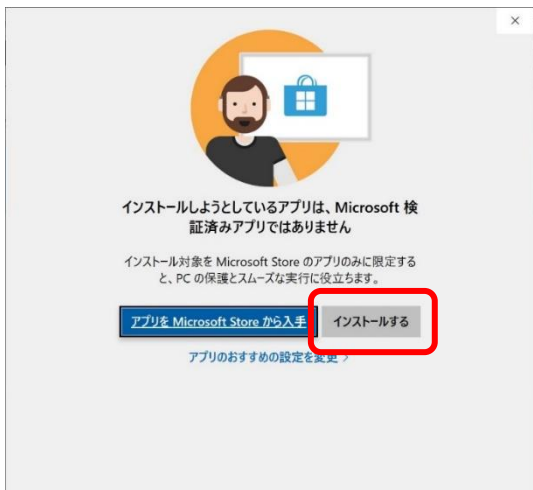 インストールしようとしているアプリは、Microsoft 検
証済みアプリではありません
インストール対象を Microsoft Store のアプリのみに限定する
と、PC の保護とスムーズな実行に役立ちます。
アプリを Microsoft Store から入手
インストールする
アプリのおすすめの設定を変更 >